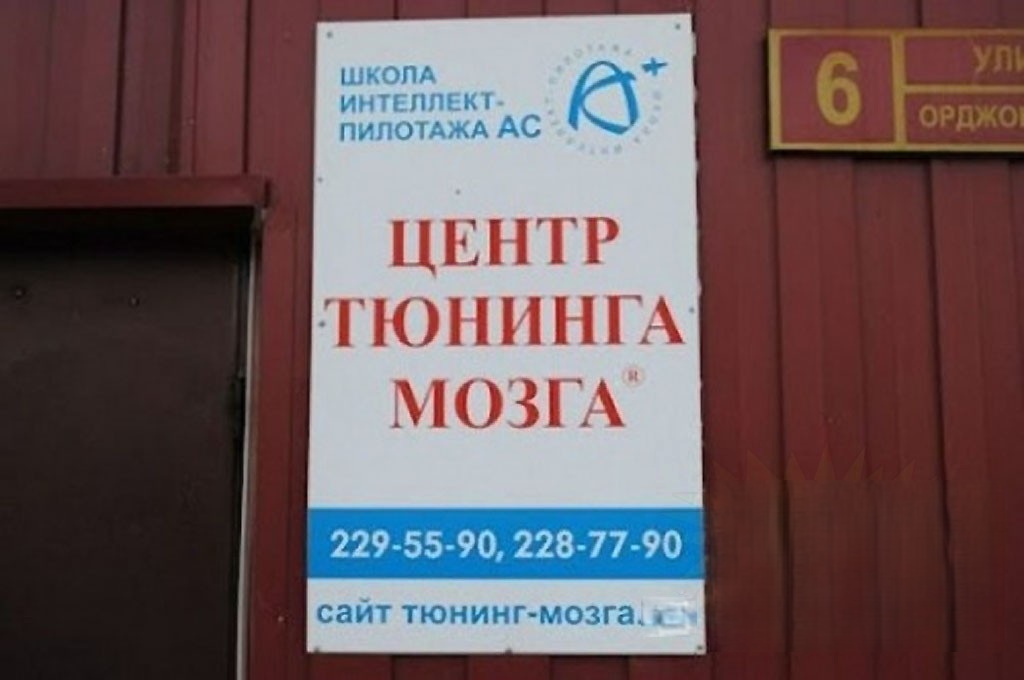 ШКОЛА
ИНТЕЛЛЕКТ-
ПИЛОТАЖА АС
ЦЕНТР
ТЮНИНГА
МОЗГА®
229-55-90, 228-77-90
сайт тюнинг-мозга.
6
УЛИ
ОРДЖО